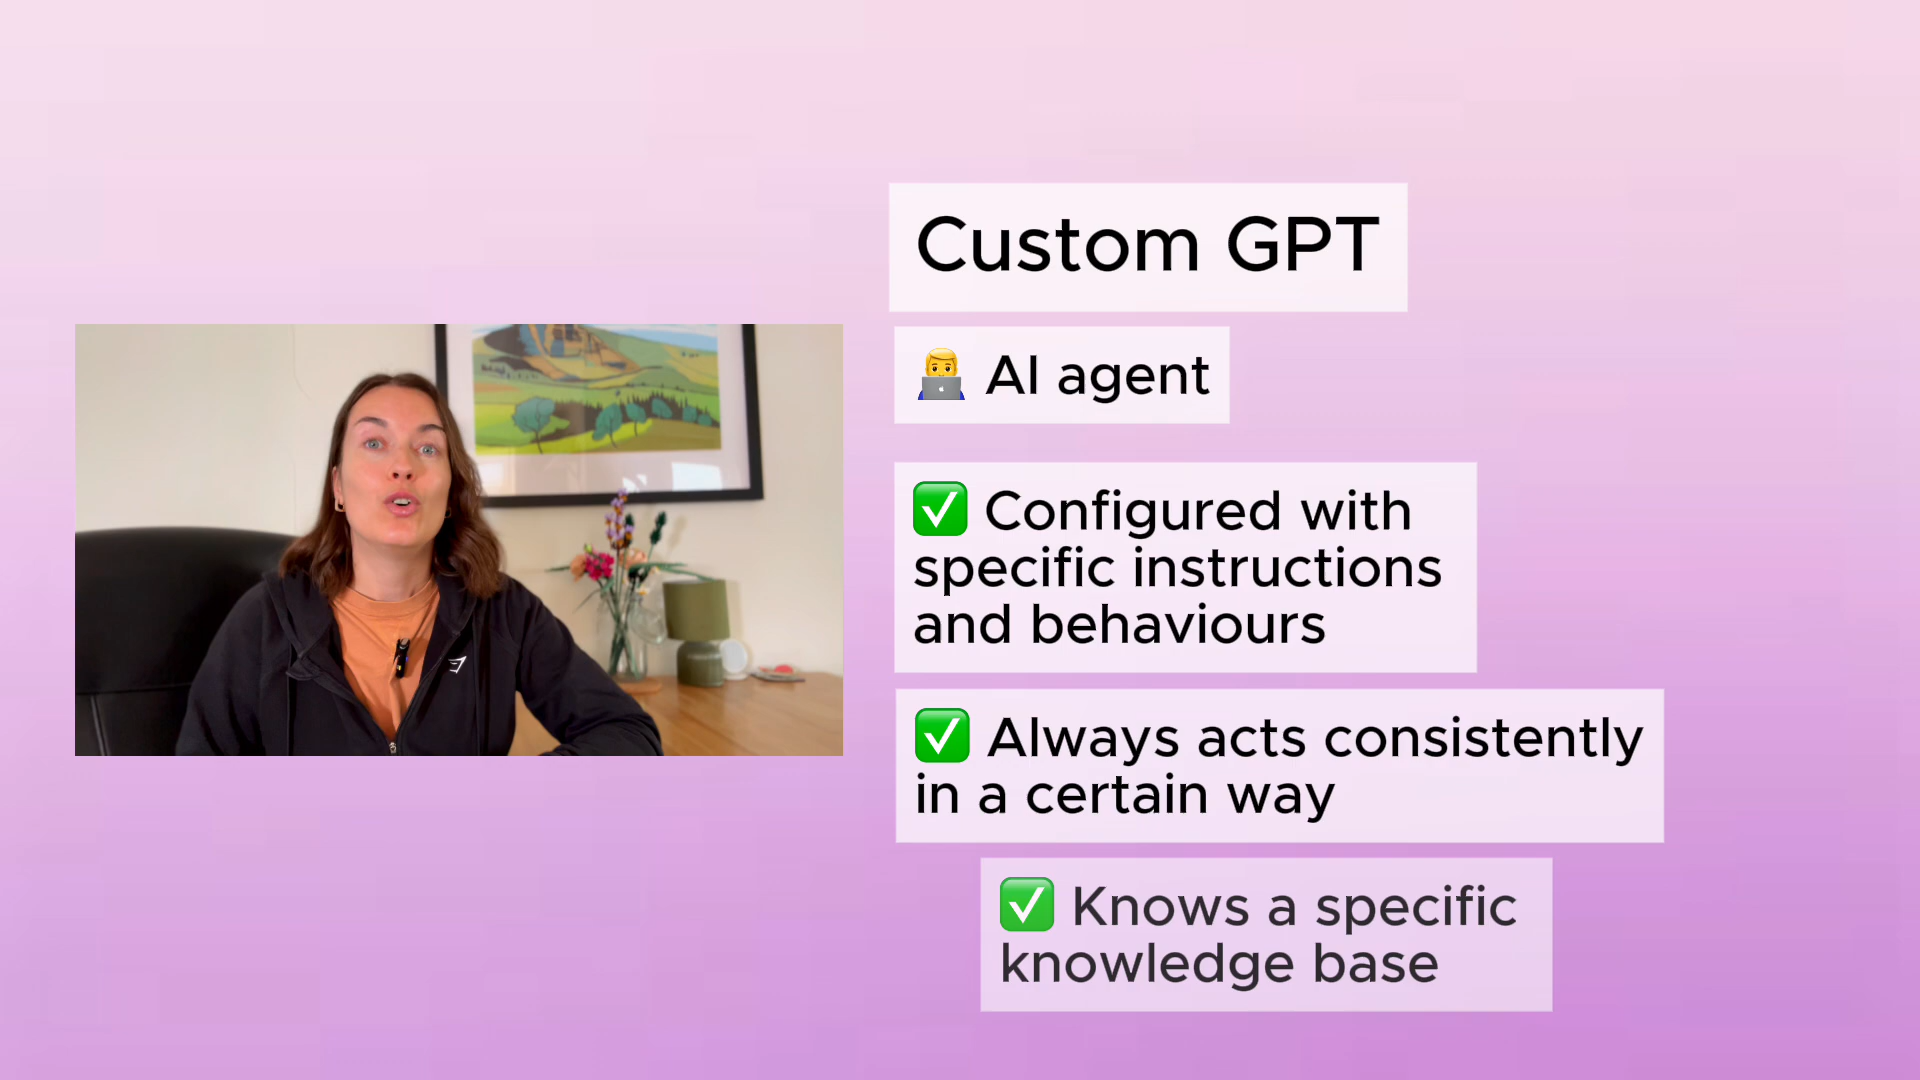 Custom GPT
👨‍💻 AI agent
✅ Configured with
specific instructions
and behaviours
✅ Always acts consistently
in a certain way
✅ Knows a specific
knowledge base